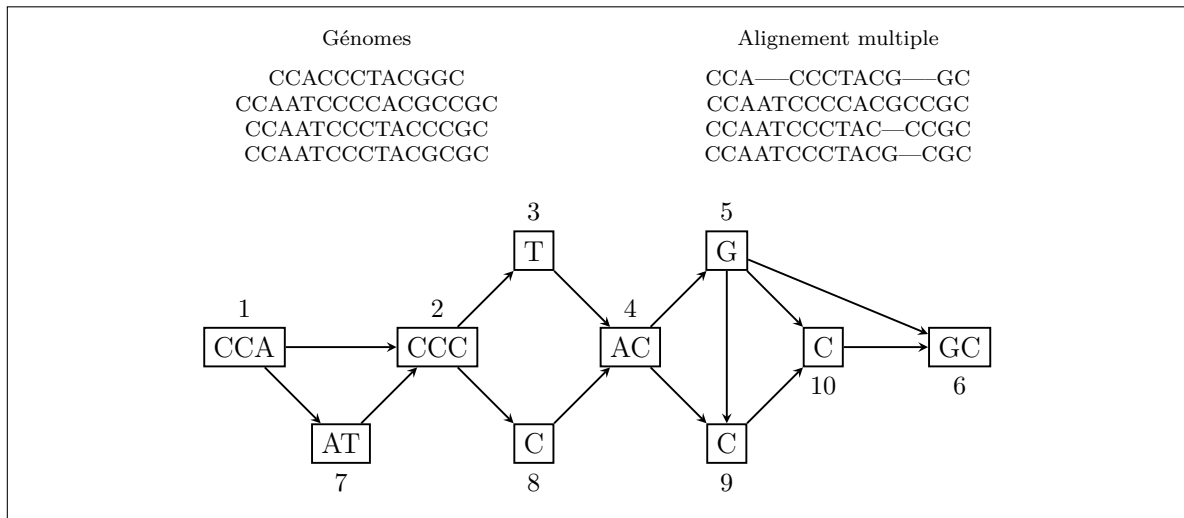 Génomes
Alignement multiple
CCACCCTACGGC
CCA——CCCTACG——GC
CCAATCCCCACGCCGC
CCAATCCCCACGCCGC
CCAATCCCTACCCGC
CCAATCCCTAC—CCGC
CCAATCCCTACGCGC
CCAATCCCTACG—CGC
3
5
T
G
1
2
4
CCA
CCC
AC
C
GC
10
6
AT
C
C
7
8
9